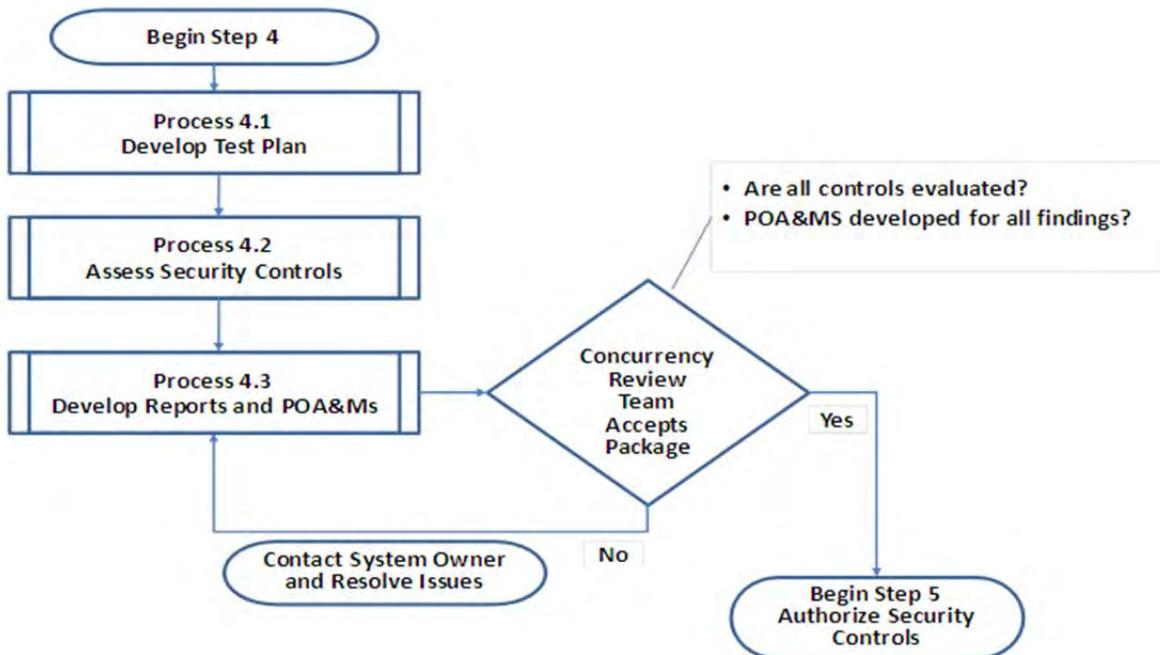 Begin Step 4
Process 4.1
Develop Test Plan
Process 4.2
Assess Security Controls
Process 4.3
Develop Reports and POA&Ms
• Are all controls evaluated?
• POA&MS developed for all findings?
Concurrency
Review
Team
Accepts
Package
Yes
No
Contact System Owner
and Resolve Issues
Begin Step 5
Authorize Security
Controls